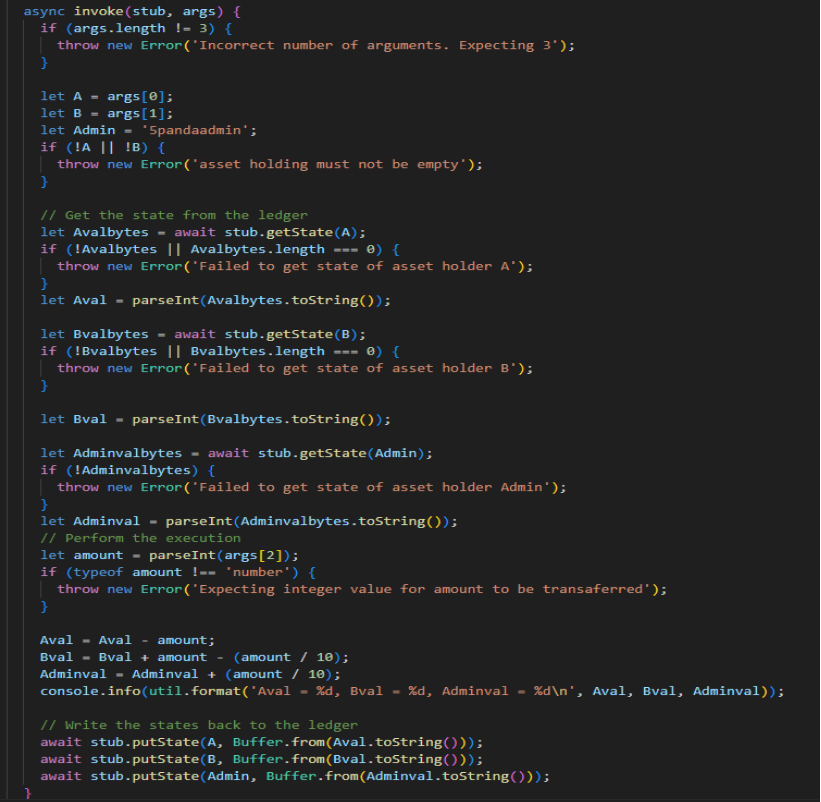 async invoke(stub, args) {
if (args.length != 3) {
throw new Error('Incorrect number of arguments. Expecting 3');
}
let A = args[0];
let B = args[1];
let Admin = '5pandaadmin';
if (!A || !B) {
throw new Error('asset holding must not be empty');
}
// Get the state from the ledger
let Avalbytes = await stub.getState(A);
if (!Avalbytes || Avalbytes.length === 0) {
throw new Error('Failed to get state of asset holder A');
}
let Aval = parseInt(Avalbytes.toString());
let Bvalbytes = await stub.getState(B);
if (!Bvalbytes || Bvalbytes.length === 0) {
throw new Error('Failed to get state of asset holder B');
}
let Bval = parseInt(Bvalbytes.toString());
let Adminvalbytes = await stub.getState(Admin);
if (!Adminvalbytes) {
throw new Error('Failed to get state of asset holder Admin');
}
let Adminval = parseInt(Adminvalbytes.toString());
// Perform the execution
let amount = parseInt(args[2]);
if (typeof amount !== 'number') {
throw new Error('Expecting integer value for amount to be transaferred');
}
Aval = Aval - amount;
Bval = Bval + amount - (amount / 10);
Adminval = Adminval + (amount / 10);
console.info(util.format('Aval = %d, Bval = %d, Adminval = %d\n', Aval, Bval, Adminval));
// Write the states back to the ledger
await stub.putState(A, Buffer.from(Aval.toString()));
await stub.putState(B, Buffer.from(Bval.toString()));
await stub.putState(Admin, Buffer.from(Adminval.toString()));
}